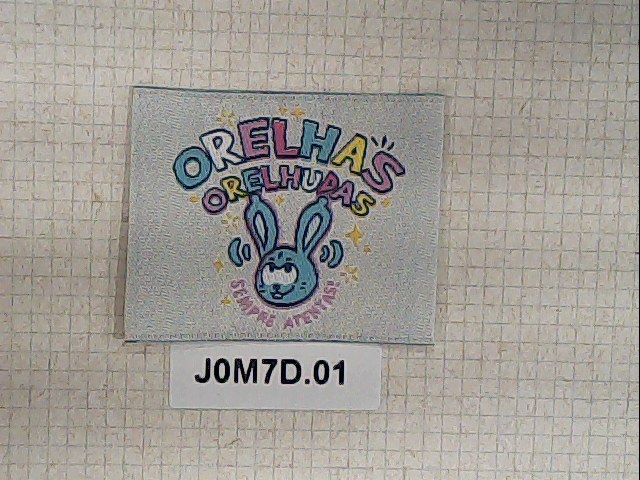 ORELHAS
ORELHUDAS
SEMPRE ATENTAS!
J0M7D.01